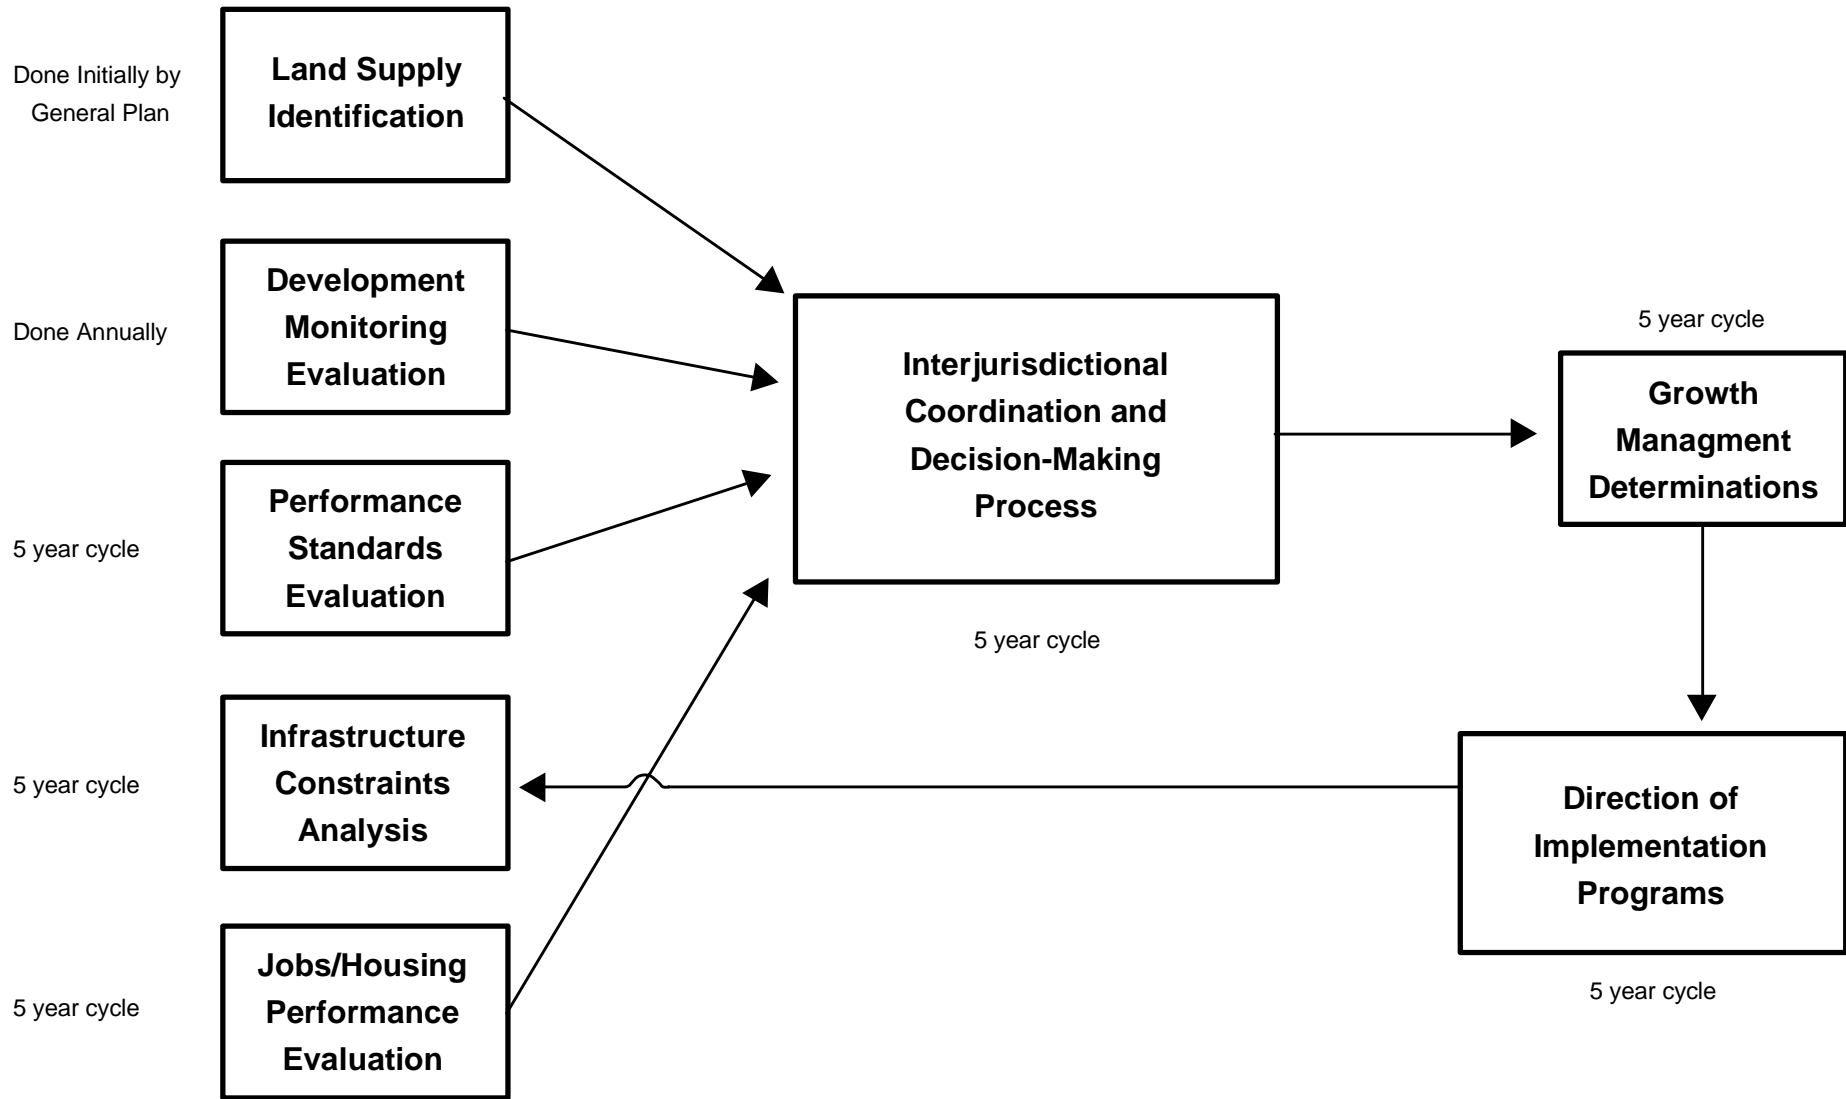 Done Initially by
General Plan
Land Supply
Identification
Done Annually
Development
Monitoring
Evaluation
5 year cycle
Performance
Standards
Evaluation
5 year cycle
Infrastructure
Constraints
Analysis
5 year cycle
Jobs/Housing
Performance
Evaluation
Interjurisdictional
Coordination and
Decision-Making
Process
5 year cycle
5 year cycle
Growth
Managment
Determinations
Direction of
Implementation
Programs
5 year cycle